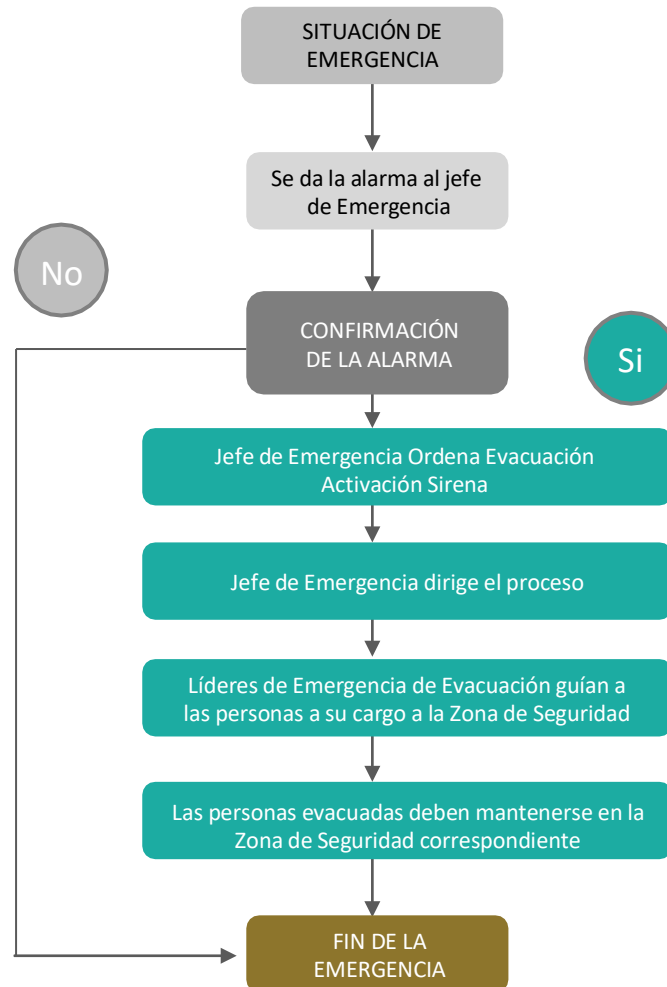 SITUACIÓN DE
EMERGENCIA
Se da la alarma al jefe
de Emergencia
No
CONFIRMACIÓN
DE LA ALARMA
Si
Jefe de Emergencia Ordena Evacuación
Activación Sirena
Jefe de Emergencia dirige el proceso
Líderes de Emergencia de Evacuación guían a
las personas a su cargo a la Zona de Seguridad
Las personas evacuadas deben mantenerse en la
Zona de Seguridad correspondiente
FIN DE LA
EMERGENCIA